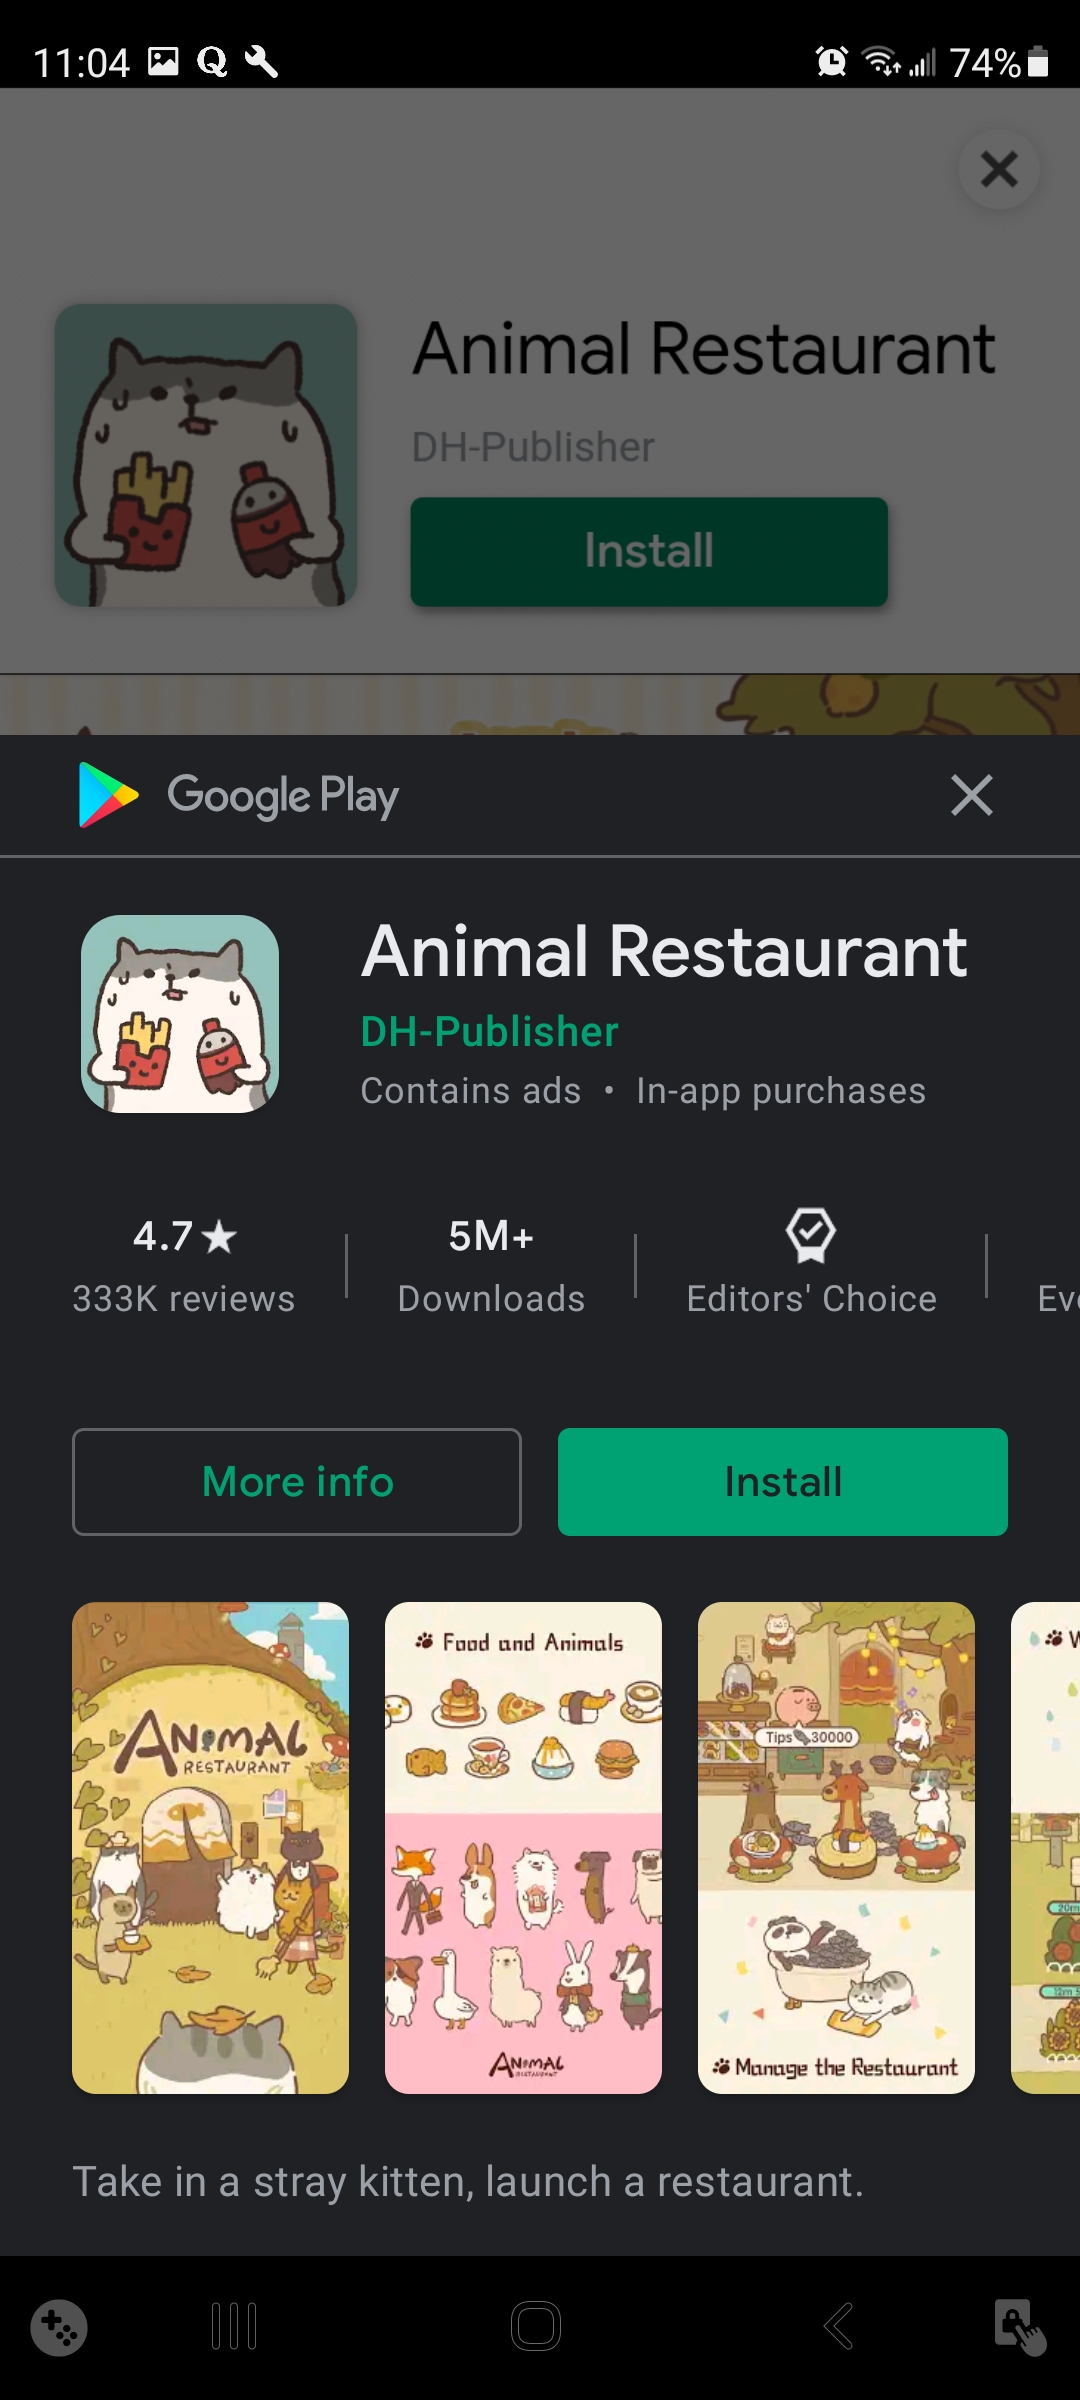 11:04
74%
Animal Restaurant
DH-Publisher
Install
Google Play
Animal Restaurant
DH-Publisher
Contains ads • In-app purchases
4.7★
333K reviews
5M+
Downloads
Editors' Choice
More info
Install
ANIMAL
RESTAURANT
Food and Animals
ANIMAL
RESTAURANT
Tips 30000
Manage the Restaurant
20m
Take in a stray kitten, launch a restaurant.